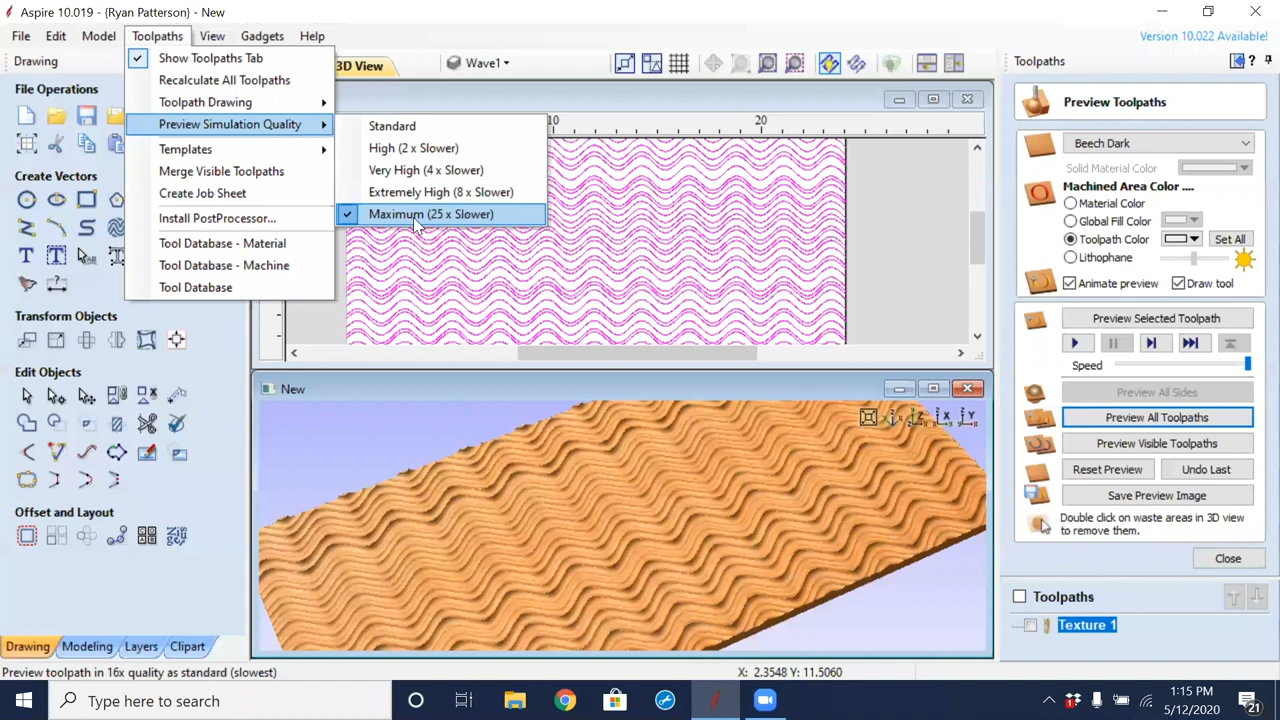 Aspire 10.019 - {Ryan Patterson} - New
File Edit Model Toolpaths View Gadgets Help
Version 10.022 Available!
Drawing
File Operations
Create Vectors
Transform Objects
Edit Objects
Offset and Layout
Drawing Modeling Layers Clipart
Show Toolpaths Tab
Recalculate All Toolpaths
Toolpath Drawing
Preview Simulation Quality
Templates
Merge Visible Toolpaths
Create Job Sheet
Install PostProcessor...
Tool Database - Material
Tool Database - Machine
Tool Database
Standard
High (2 x Slower)
Very High (4 x Slower)
Extremely High (8 x Slower)
Maximum (25 x Slower)
3D View
Wave1
10 20
New
Z X Y
Toolpaths
Preview Toolpaths
Beech Dark
Solid Material Color
Machined Area Color ....
Material Color
Global Fill Color
Toolpath Color Set All
Lithophane
Animate preview Draw tool
Preview Selected Toolpath
Speed
Preview All Sides
Preview All Toolpaths
Preview Visible Toolpaths
Reset Preview Undo Last
Save Preview Image
Double click on waste areas in 3D view
to remove them.
Close
Toolpaths
Texture 1
Preview toolpath in 16x quality as standard (slowest)
X: 2.3548 Y: 11.5060
Type here to search
1:15 PM
5/12/2020
21